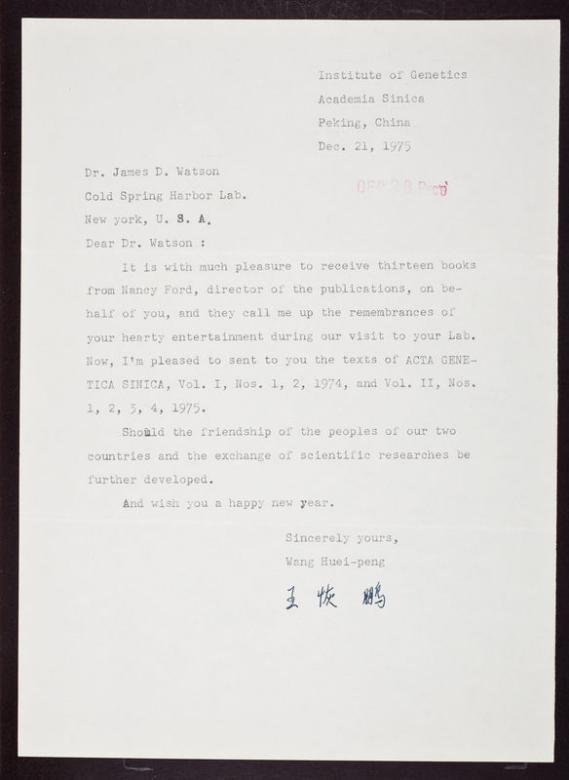 Institute of Genetics
Academia Sinica
Peking, China
Dec. 21, 1975
Dr. James D. Watson
Cold Spring Harbor Lab.
New york, U. S. A.
Dear Dr. Watson :
It is with much pleasure to receive thirteen books
from Nancy Ford, director of the publications, on be-
half of you, and they call me up the remembrances of
your hearty entertainment during our visit to your Lab.
Now, I'm pleased to sent to you the texts of ACTA GENE-
TICA SINICA, Vol. I, Nos. 1, 2, 1974, and Vol. II, Nos.
1, 2, 3, 4, 1975.
Should the friendship of the peoples of our two
countries and the exchange of scientific researches be
further developed.
And wish you a happy new year.
Sincerely yours,
Wang Huei-peng
王 恢 鹏